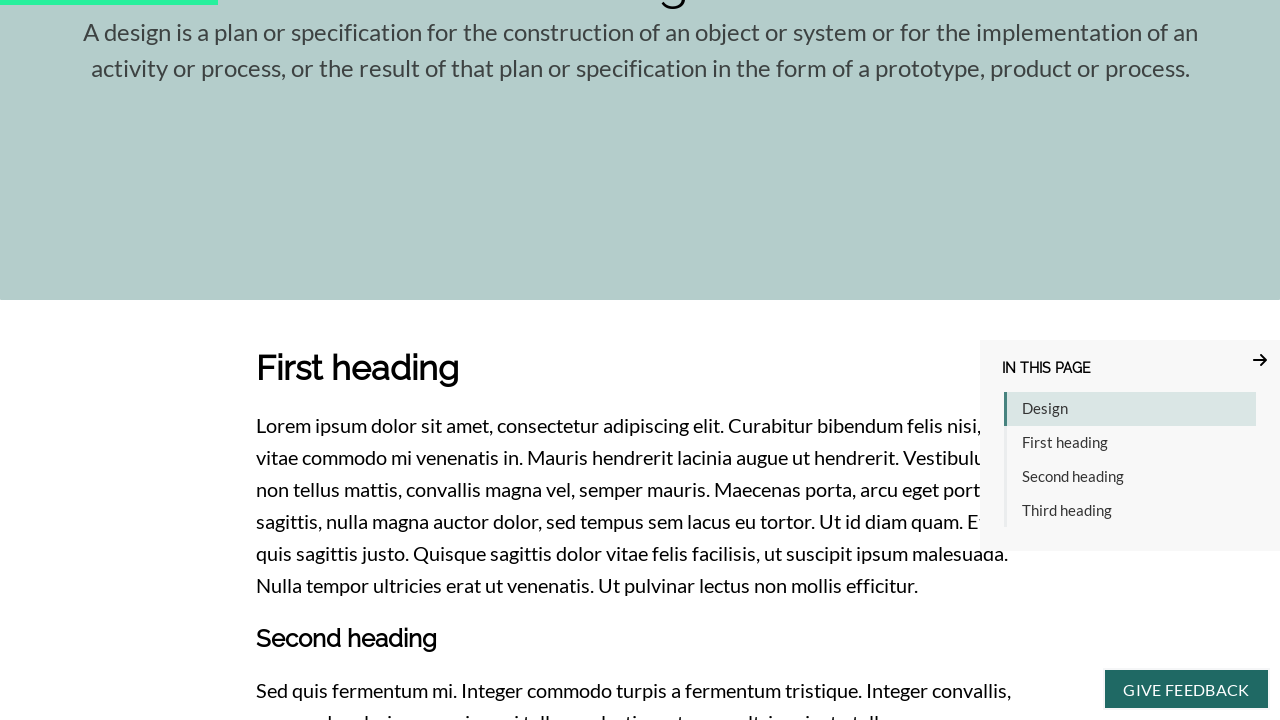 A design is a plan or specification for the construction of an object or system or for the implementation of an
activity or process, or the result of that plan or specification in the form of a prototype, product or process.
First heading
Lorem ipsum dolor sit amet, consectetur adipiscing elit. Curabitur bibendum felis nisi,
vitae commodo mi venenatis in. Mauris hendrerit lacinia augue ut hendrerit.
non tellus mattis, convallis magna vel, semper mauris. Maecenas porta, arcu eget
sagittis, nulla magna auctor dolor, sed tempus sem lacus eu tortor. Ut id diam quam.
quis sagittis justo. Quisque sagittis dolor vitae felis facilisis, ut suscipit ipsum malesuada.
Nulla tempor ultricies erat ut venenatis. Ut pulvinar lectus non mollis efficitur.
Second heading
Sed quis fermentum mi. Integer commodo turpis a fermentum tristique. Integer convallis,
IN THIS PAGE
Design
First heading
Second heading
Third heading
GIVE FEEDBACK